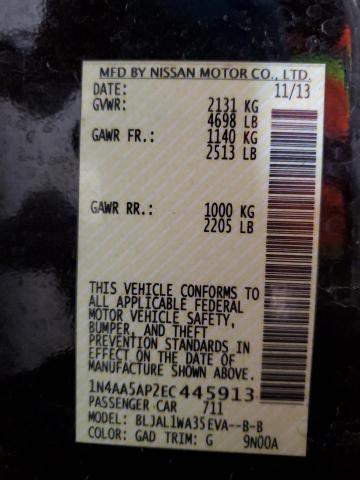 MFD BY NISSAN MOTOR CO., LTD.
DATE: 11/13
GVWR: 2131 KG
4698 LB
GAWR FR.: 1140 KG
2513 LB
GAWR RR.: 1000 KG
2205 LB
THIS VEHICLE CONFORMS TO
ALL APPLICABLE FEDERAL
MOTOR VEHICLE SAFETY,
BUMPER, AND THEFT
PREVENTION STANDARDS IN
EFFECT ON THE DATE OF
MANUFACTURE SHOWN ABOVE.
1N4AA5AP2EC445913
PASSENGER CAR 711
MODEL: BLJAL1WA35EVA--B-B
COLOR: GAD TRIM: G 9N00A